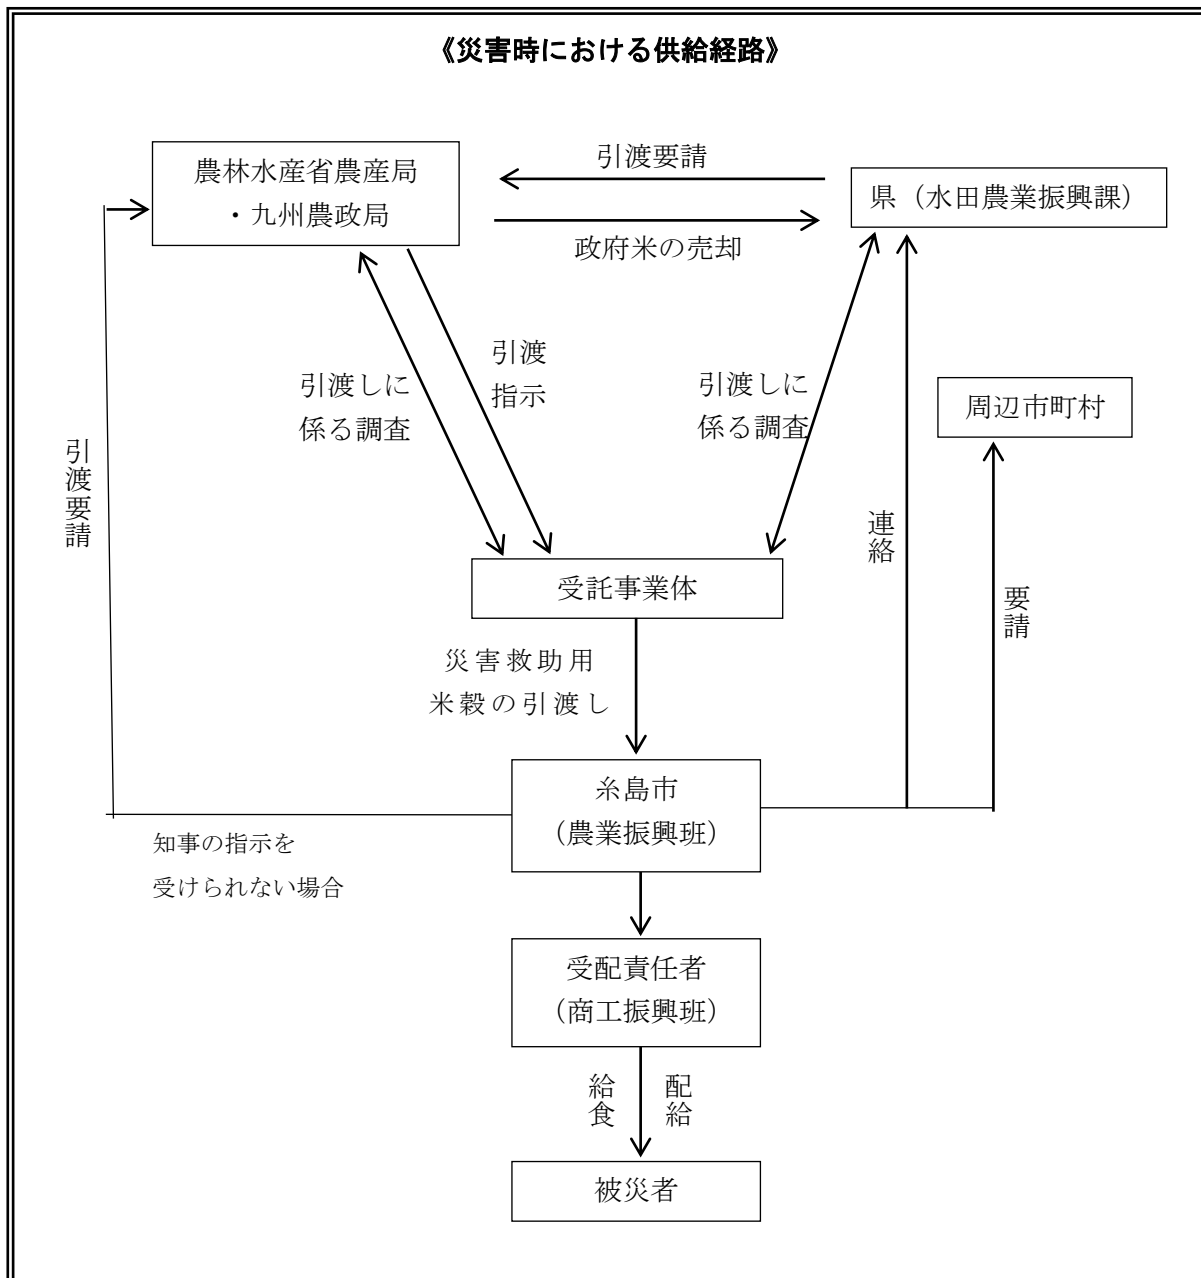 《災害時における供給経路》
引渡要請
農林水産省農産局
・九州農政局
県（水田農業振興課）
政府米の売却
引渡
指示
引渡しに
係る調査
引渡しに
係る調査
周辺市町村
引渡要請
連絡
要請
受託事業体
災害救助用
米穀の引渡し
糸島市
（農業振興班）
知事の指示を
受けられない場合
受配責任者
（商工振興班）
給食
配給
被災者